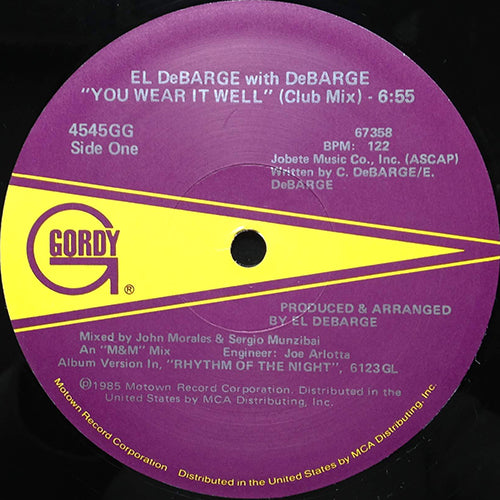 EL DeBARGE with DeBARGE
"YOU WEAR IT WELL" (Club Mix) - 6:55
4545GG
Side One
67358
BPM: 122
Jobete Music Co., Inc. (ASCAP)
Written by C. DeBARGE/E.
DeBARGE
GORDY
®
PRODUCED & ARRANGED
BY EL DEBARGE
Mixed by John Morales & Sergio Munzibai
An "M&M" Mix Engineer: Joe Arlotta
Album Version In, "RHYTHM OF THE NIGHT", 6123GL
Ⓟ1985 Motown Record Corporation. Distributed in the
United States by MCA Distributing, Inc.
Motown Record Corporation Distributed in the United States by MCA Distributing, Inc.